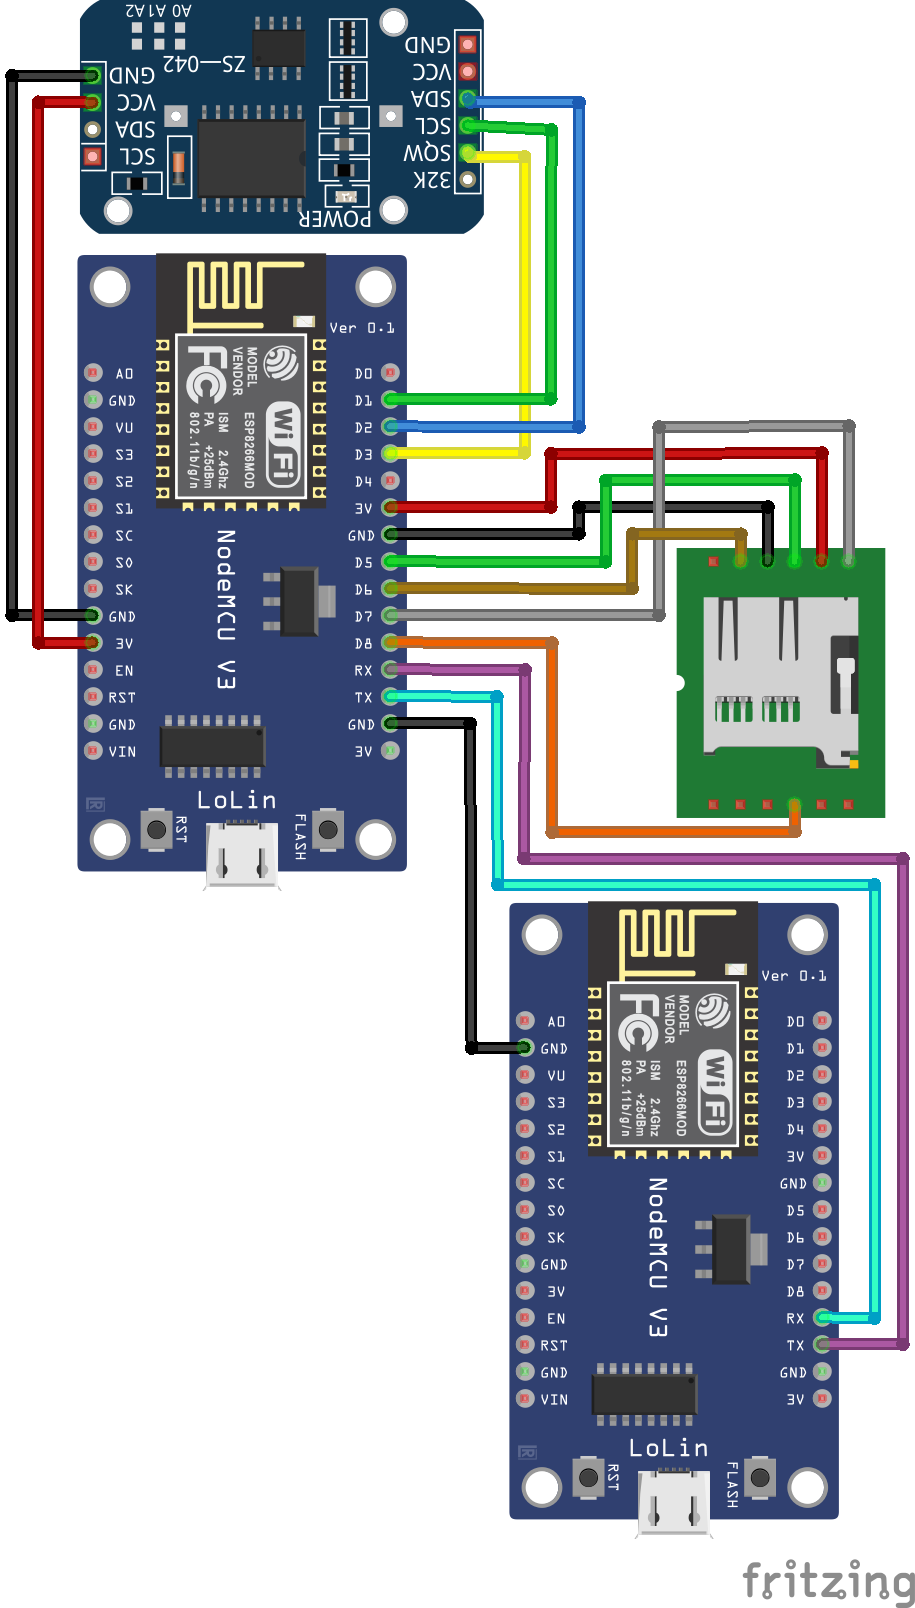 A0 A1 A2
ZS-042
GND
VCC
SDA
SCL
GND
VCC
SDA
SCL
SQW
32K
POWER
Ver 0.1
MODEL
VENDOR
ESP8266MOD
ISM 2.4Ghz
PA +25dBm
802.11b/g/n
FC
WiFi
A0
GND
VU
S3
S2
S1
SC
S0
SK
GND
3V
EN
RST
GND
VIN
D0
D1
D2
D3
D4
3V
GND
D5
D6
D7
D8
RX
TX
GND
3V
NodeMCU V3
LoLin
RST
FLASH
Ver 0.1
MODEL
VENDOR
ESP8266MOD
ISM 2.4Ghz
PA +25dBm
802.11b/g/n
FC
WiFi
A0
GND
VU
S3
S2
S1
SC
S0
SK
GND
3V
EN
RST
GND
VIN
D0
D1
D2
D3
D4
3V
GND
D5
D6
D7
D8
RX
TX
GND
3V
NodeMCU V3
LoLin
RST
FLASH
fritzing